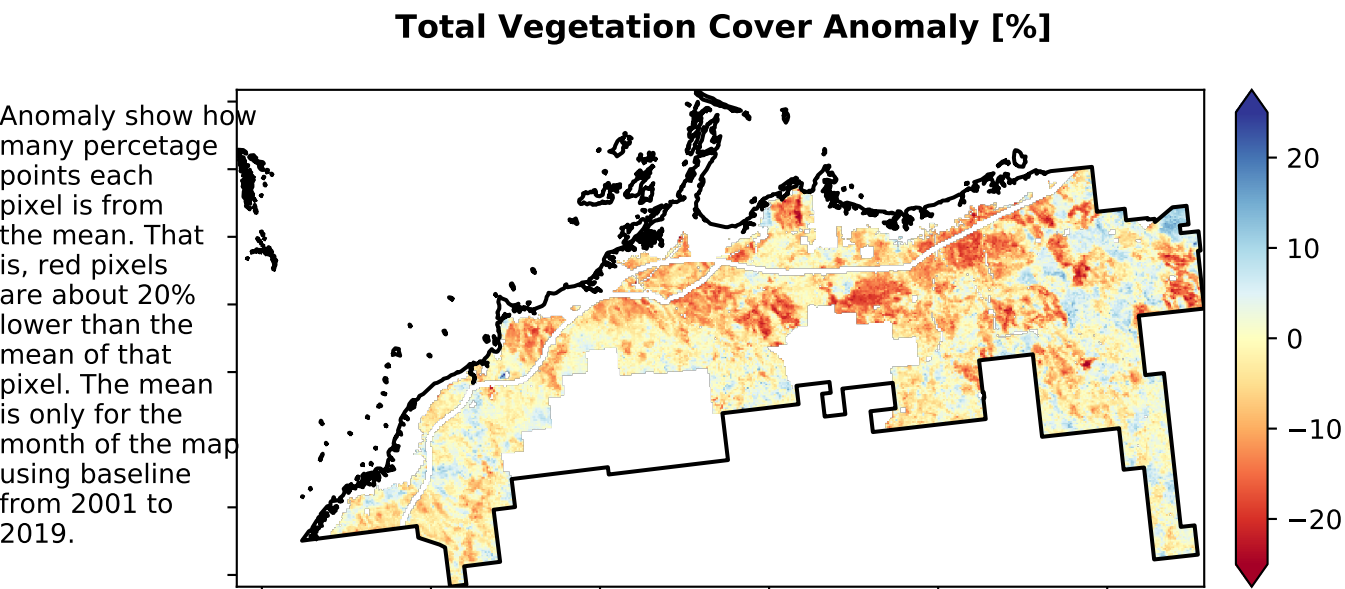 Total Vegetation Cover Anomaly [%]
Anomaly show how
many percetage
points each
pixel is from
the mean. That
is, red pixels
are about 20%
lower than the
mean of that
pixel. The mean
is only for the
month of the map
using baseline
from 2001 to
2019.
20
10
0
−10
−20